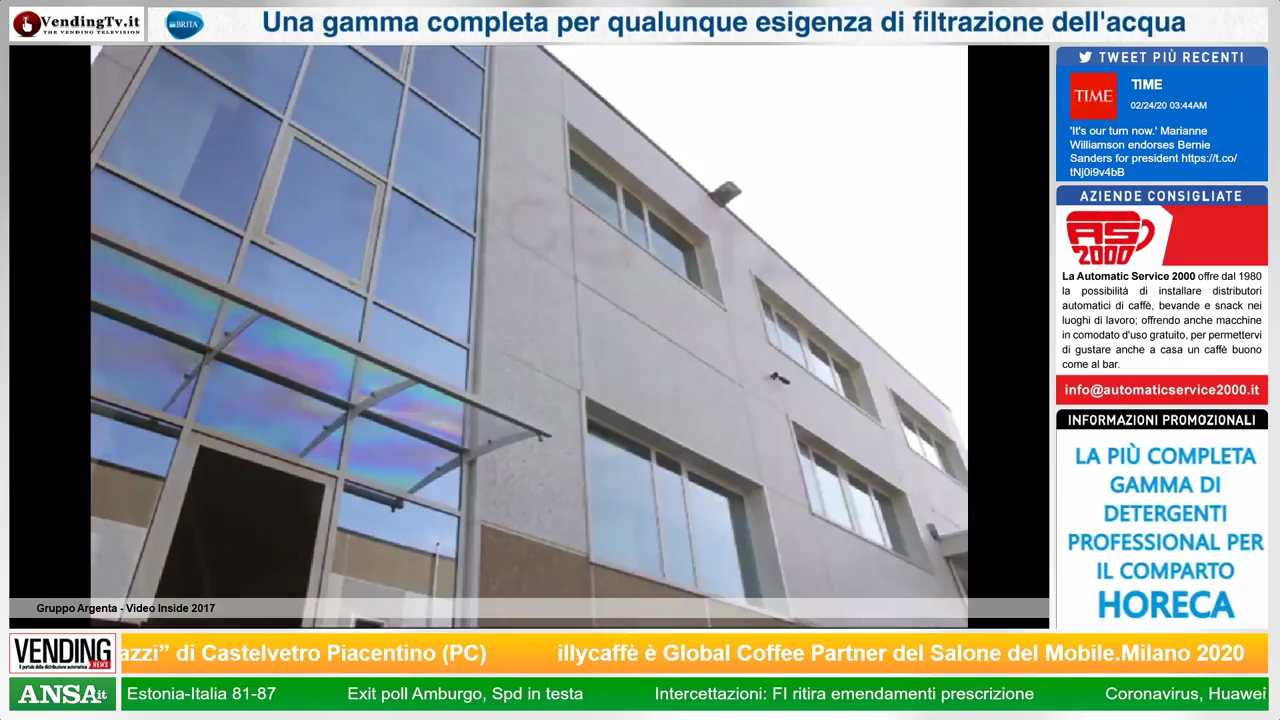 VendingTv.it
THE VENDING TELEVISION
BRITA
Una gamma completa per qualunque esigenza di filtrazione dell'acqua
TWEET PIÙ RECENTI
TIME
TIME
02/24/20 03:44AM
'It's our turn now.' Marianne
Williamson endorses Bernie
Sanders for president https://t.co/
tNj0i9v4bB
AZIENDE CONSIGLIATE
AS
2000
La Automatic Service 2000 offre dal 1980
la possibilità di installare distributori
automatici di caffè, bevande e snack nei
luoghi di lavoro; offrendo anche macchine
in comodato d'uso gratuito, per permettervi
di gustare anche a casa un caffè buono
come al bar.
info@automaticservice2000.it
INFORMAZIONI PROMOZIONALI
LA PIÙ COMPLETA
GAMMA DI
DETERGENTI
PROFESSIONAL PER
IL COMPARTO
HORECA
Gruppo Argenta - Video Inside 2017
VENDING
NEWS
Il portale della distribuzione automatica
azzi” di Castelvetro Piacentino (PC) illycaffè è Global Coffee Partner del Salone del Mobile.Milano 2020
ANSA.it
Estonia-Italia 81-87 Exit poll Amburgo, Spd in testa Intercettazioni: FI ritira emendamenti prescrizione Coronavirus, Huawei